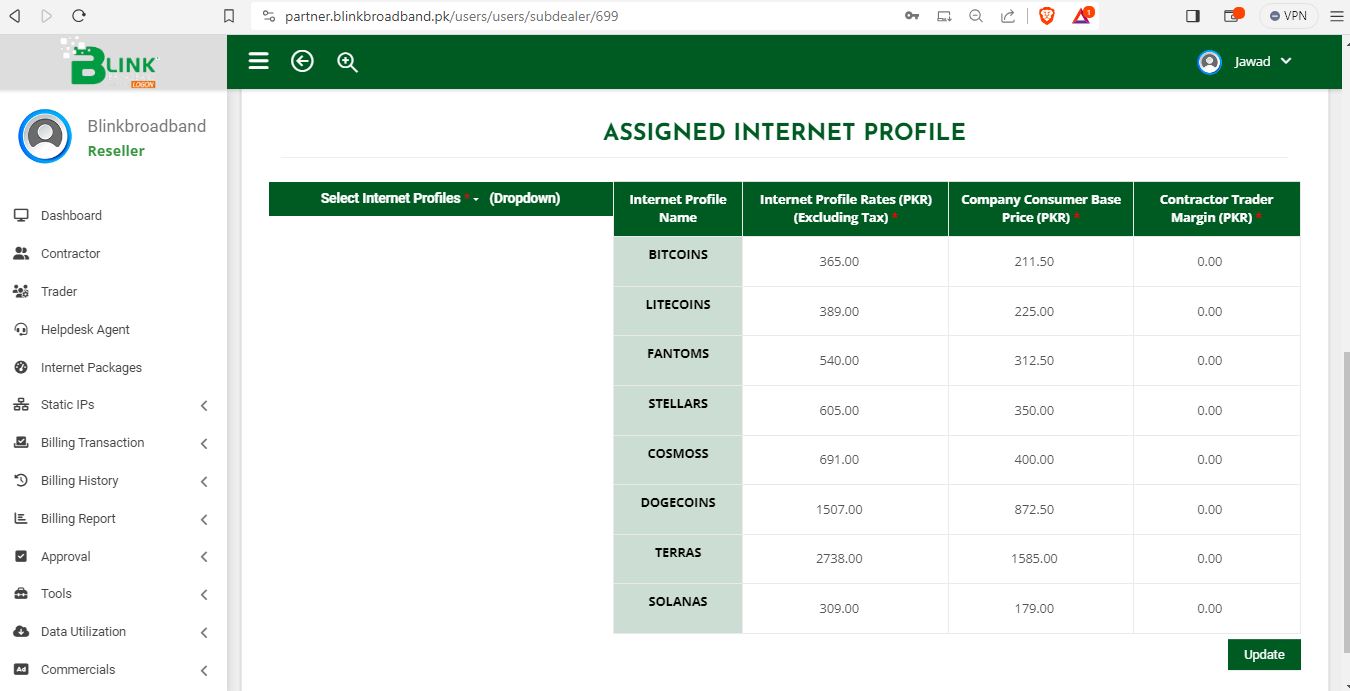 partner.blinkbroadband.pk/users/users/subdealer/699
1
VPN
BLINK
LOGON
Jawad
Blinkbroadband
Reseller
Dashboard
Contractor
Trader
Helpdesk Agent
Internet Packages
Static IPs
Billing Transaction
Billing History
Billing Report
Approval
Tools
Data Utilization
Ad Commercials
ASSIGNED INTERNET PROFILE
Select Internet Profiles * (Dropdown)
Internet Profile Name
Internet Profile Rates (PKR) (Excluding Tax) *
Company Consumer Base Price (PKR) *
Contractor Trader Margin (PKR) *
BITCOINS 365.00 211.50 0.00
LITECOINS 389.00 225.00 0.00
FANTOMS 540.00 312.50 0.00
STELLARS 605.00 350.00 0.00
COSMOSS 691.00 400.00 0.00
DOGECOINS 1507.00 872.50 0.00
TERRAS 2738.00 1585.00 0.00
SOLANAS 309.00 179.00 0.00
Update